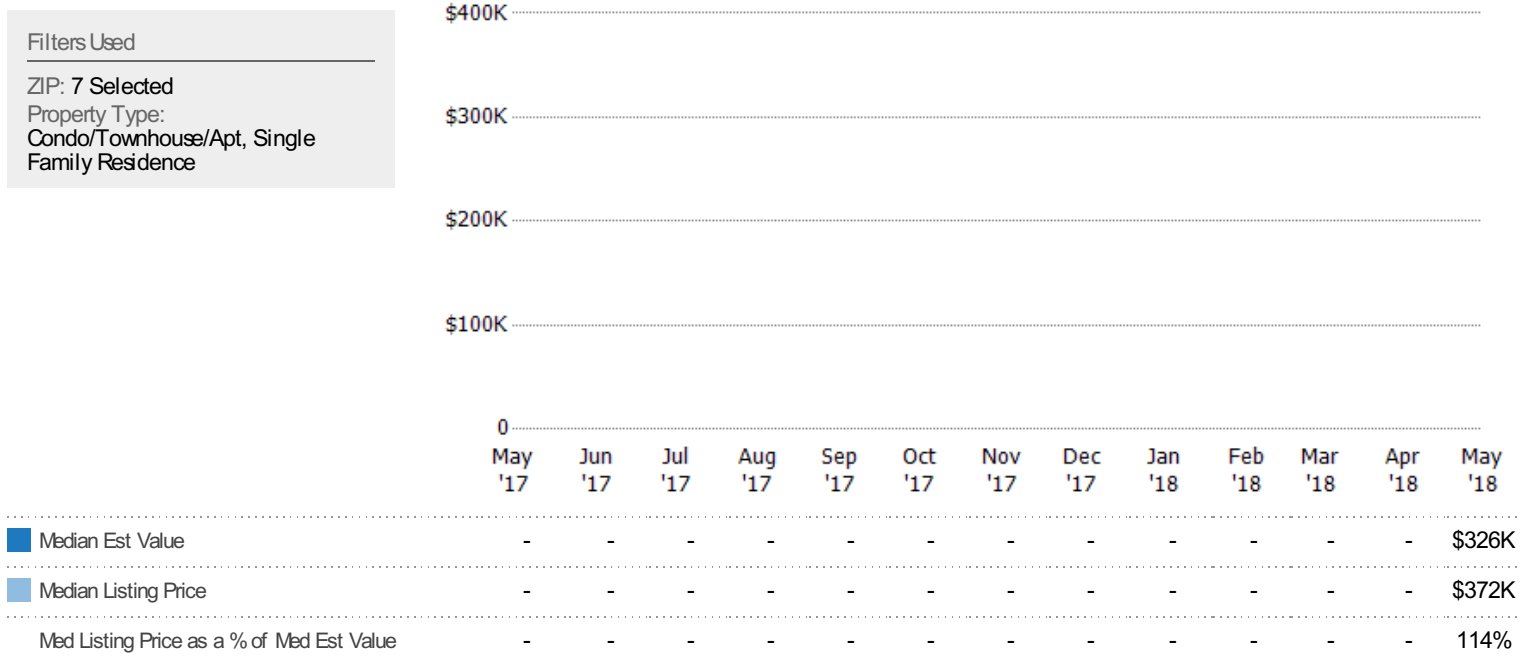 Filters Used
ZIP: 7 Selected
Property Type:
Condo/Townhouse/Apt, Single
Family Residence
$400K
$300K
$200K
$100K
0
May Jun Jul Aug Sep Oct Nov Dec Jan Feb Mar Apr May
'17 '17 '17 '17 '17 '17 '17 '17 '18 '18 '18 '18 '18
Median Est Value - - - - - - - - - - - - $326K
Median Listing Price - - - - - - - - - - - - $372K
Med Listing Price as a % of Med Est Value - - - - - - - - - - - - 114%